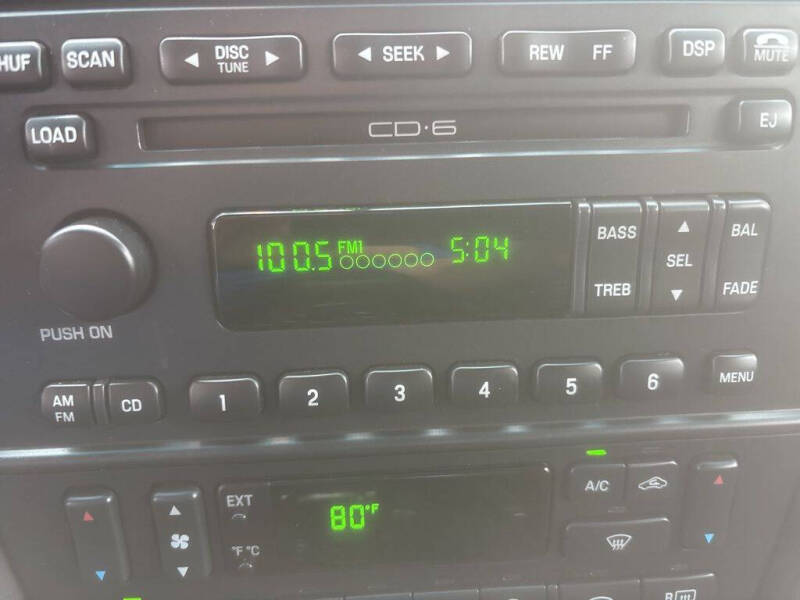 HUF SCAN DISC SEEK REW FF DSP
TUNE MUTE
LOAD CD·6 EJ
100.5 FM1 5:04
BASS SEL BAL
TREB FADE
PUSH ON
AM CD 1 2 3 4 5 6 MENU
FM
EXT A/C
80°F
°F °C
R